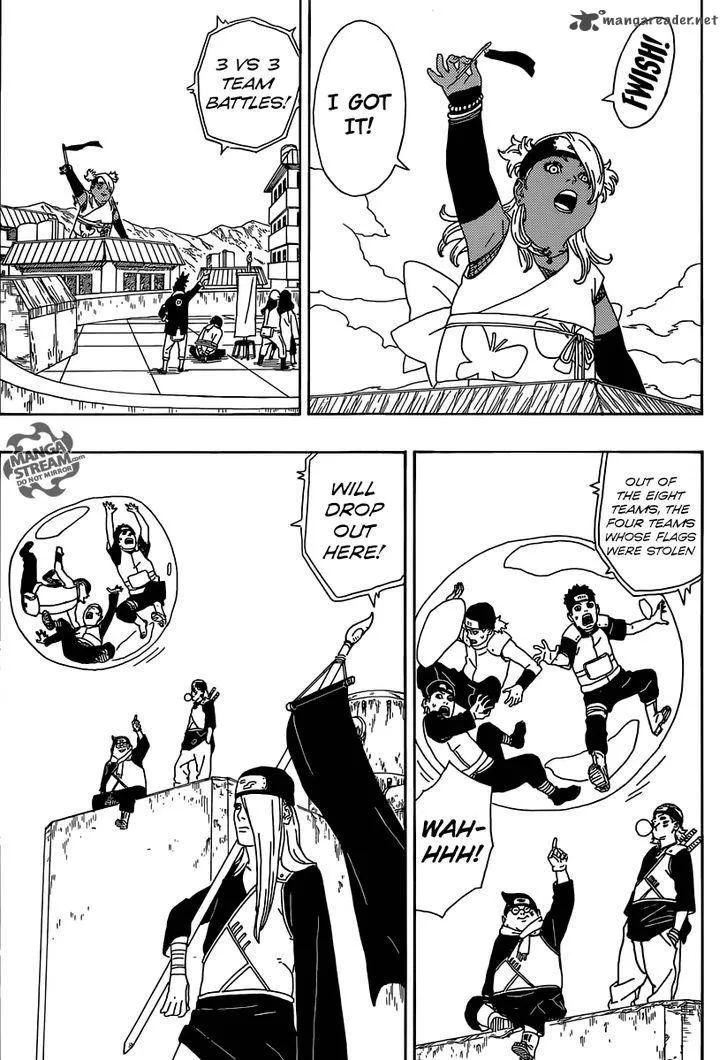 mangareader.net
FWISH!
I GOT
IT!
3 VS 3
TEAM
BATTLES!
OUT OF
THE EIGHT
TEAMS, THE
FOUR TEAMS
WHOSE FLAGS
WERE STOLEN
WAH-
HHH!
WILL
DROP
OUT
HERE!
MANGA
STREAM.com
DO NOT MIRROR